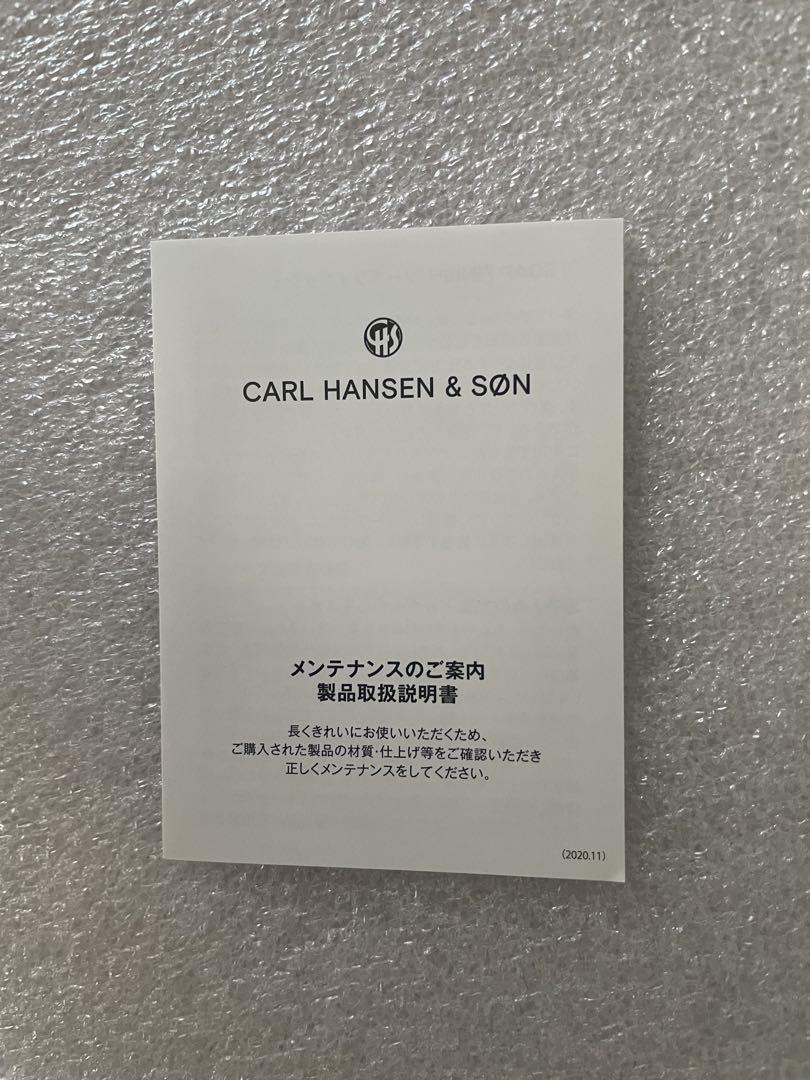 CHS
CARL HANSEN & SØN
メンテナンスのご案内
製品取扱説明書
長くきれいにお使いいただくため、
ご購入された製品の材質・仕上げ等をご確認いただき
正しくメンテナンスをしてください。
(2020.11)